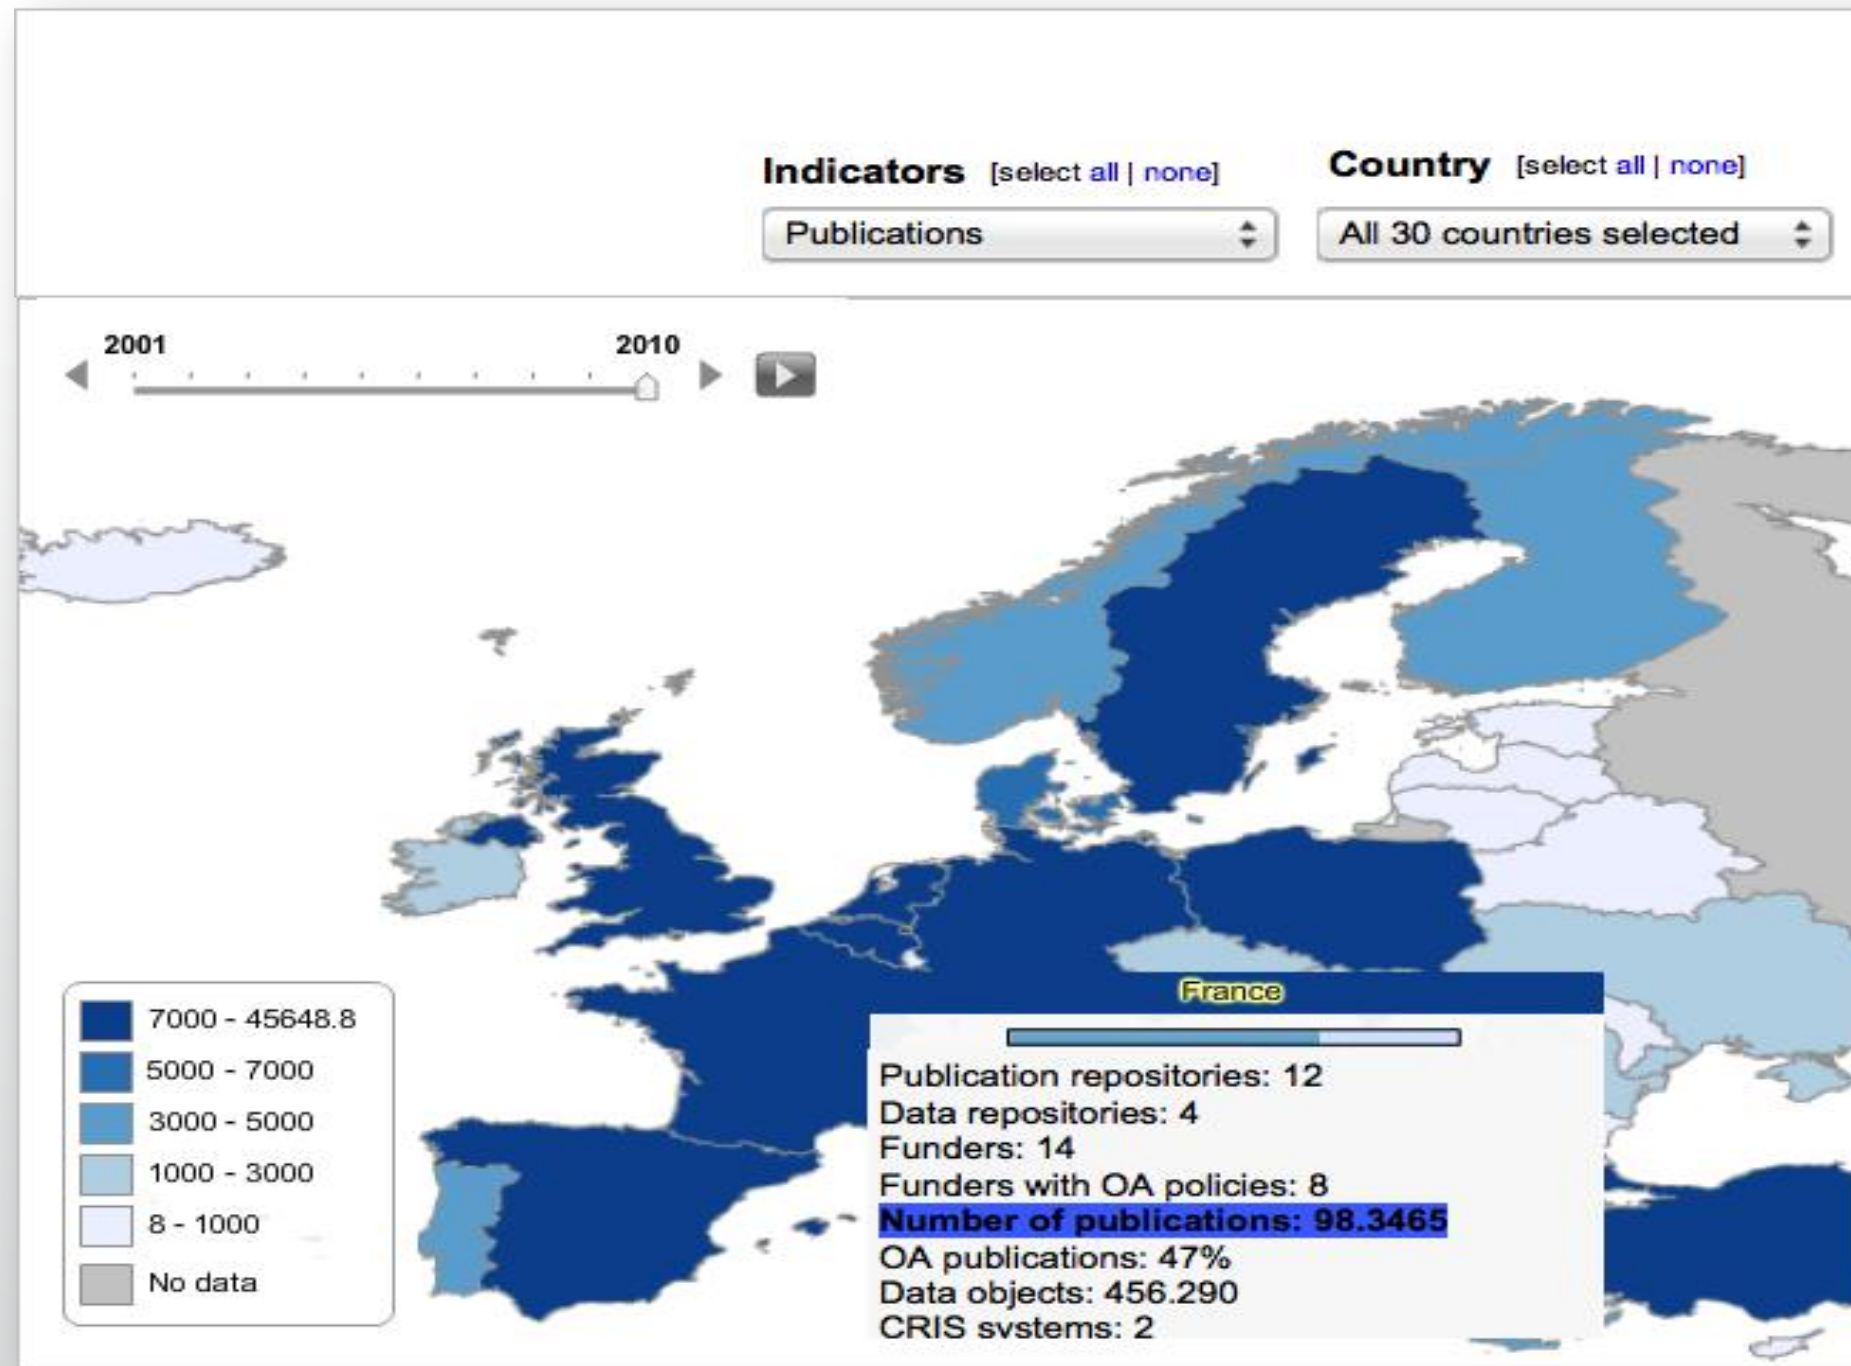 Indicators [select all | none]
Country [select all | none]
Publications
All 30 countries selected
2001
2010
France
Publication repositories: 12
Data repositories: 4
Funders: 14
Funders with OA policies: 8
Number of publications: 98.3465
OA publications: 47%
Data objects: 456.290
CRIS systems: 2
7000 - 45648.8
5000 - 7000
3000 - 5000
1000 - 3000
8 - 1000
No data